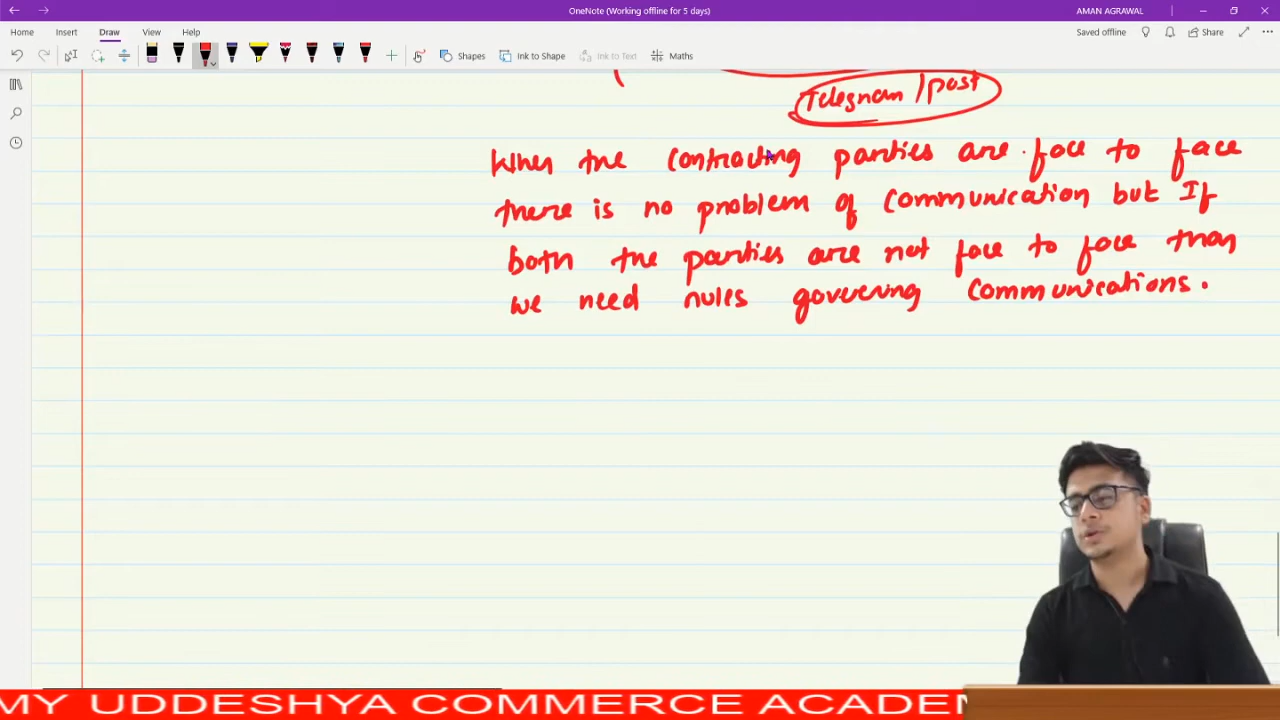 OneNote (Working offline for 5 days)
AMAN AGRAWAL
Home Insert Draw View Help
Saved offline Share
Shapes Ink to Shape Ink to Text Maths
Telegram / post
When the contracting parties are face to face
there is no problem of communication but If
both the parties are not face to face than
we need rules governing communications.
MY UDDESHYA COMMERCE ACADEM